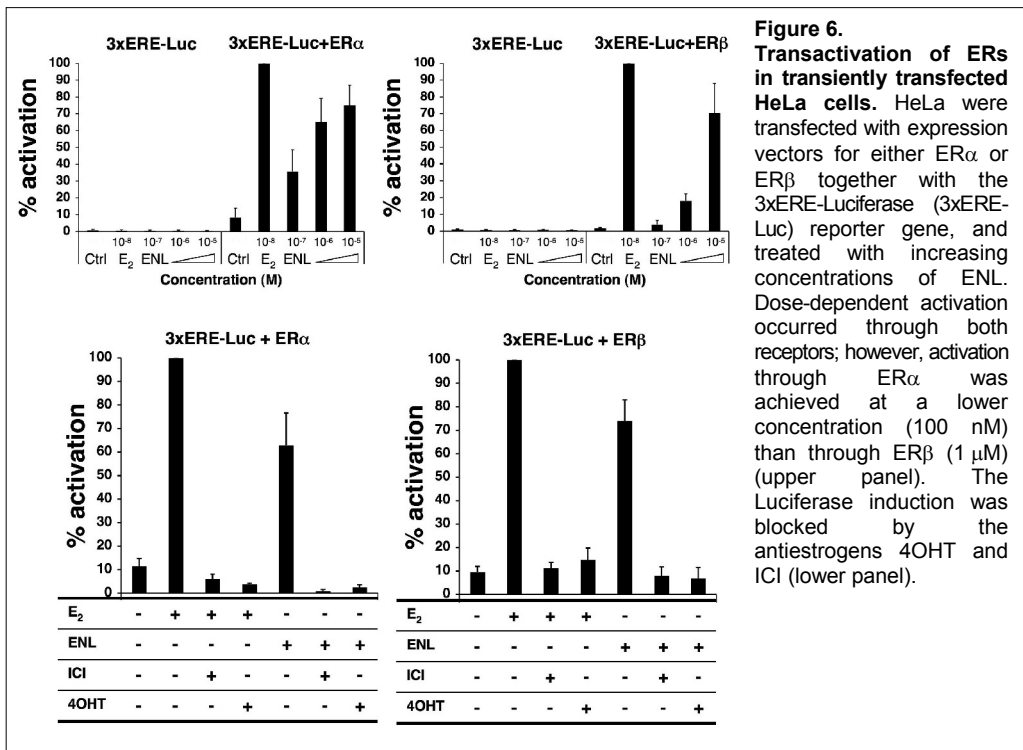 3xERE-Luc 3xERE-Luc+ERα
% activation
100
90
80
70
60
50
40
30
20
10
0
10-8 10-7 10-6 10-5 10-8 10-7 10-6 10-5
Ctrl E2 ENL Ctrl E2 ENL
Concentration (M)
3xERE-Luc 3xERE-Luc+ERβ
% activation
100
90
80
70
60
50
40
30
20
10
0
10-8 10-7 10-6 10-5 10-8 10-7 10-6 10-5
Ctrl E2 ENL Ctrl E2 ENL
Concentration (M)
3xERE-Luc + ERα
% activation
100
90
80
70
60
50
40
30
20
10
0
E2 - + + + - - -
ENL - - - - + + +
ICI - - + - - + -
4OHT - - - + - - +
3xERE-Luc + ERβ
% activation
100
90
80
70
60
50
40
30
20
10
0
E2 - + + + - - -
ENL - - - - + + +
ICI - - + - - + -
4OHT - - - + - - +
Figure 6.
Transactivation of ERs
in transiently transfected
HeLa cells. HeLa were
transfected with expression
vectors for either ERα or
ERβ together with the
3xERE-Luciferase (3xERE-
Luc) reporter gene, and
treated with increasing
concentrations of ENL.
Dose-dependent activation
occurred through both
receptors; however, activation
through ERα was
achieved at a lower
concentration (100 nM)
than through ERβ (1 μM)
(upper panel). The
Luciferase induction was
blocked by the
antiestrogens 4OHT and
ICI (lower panel).